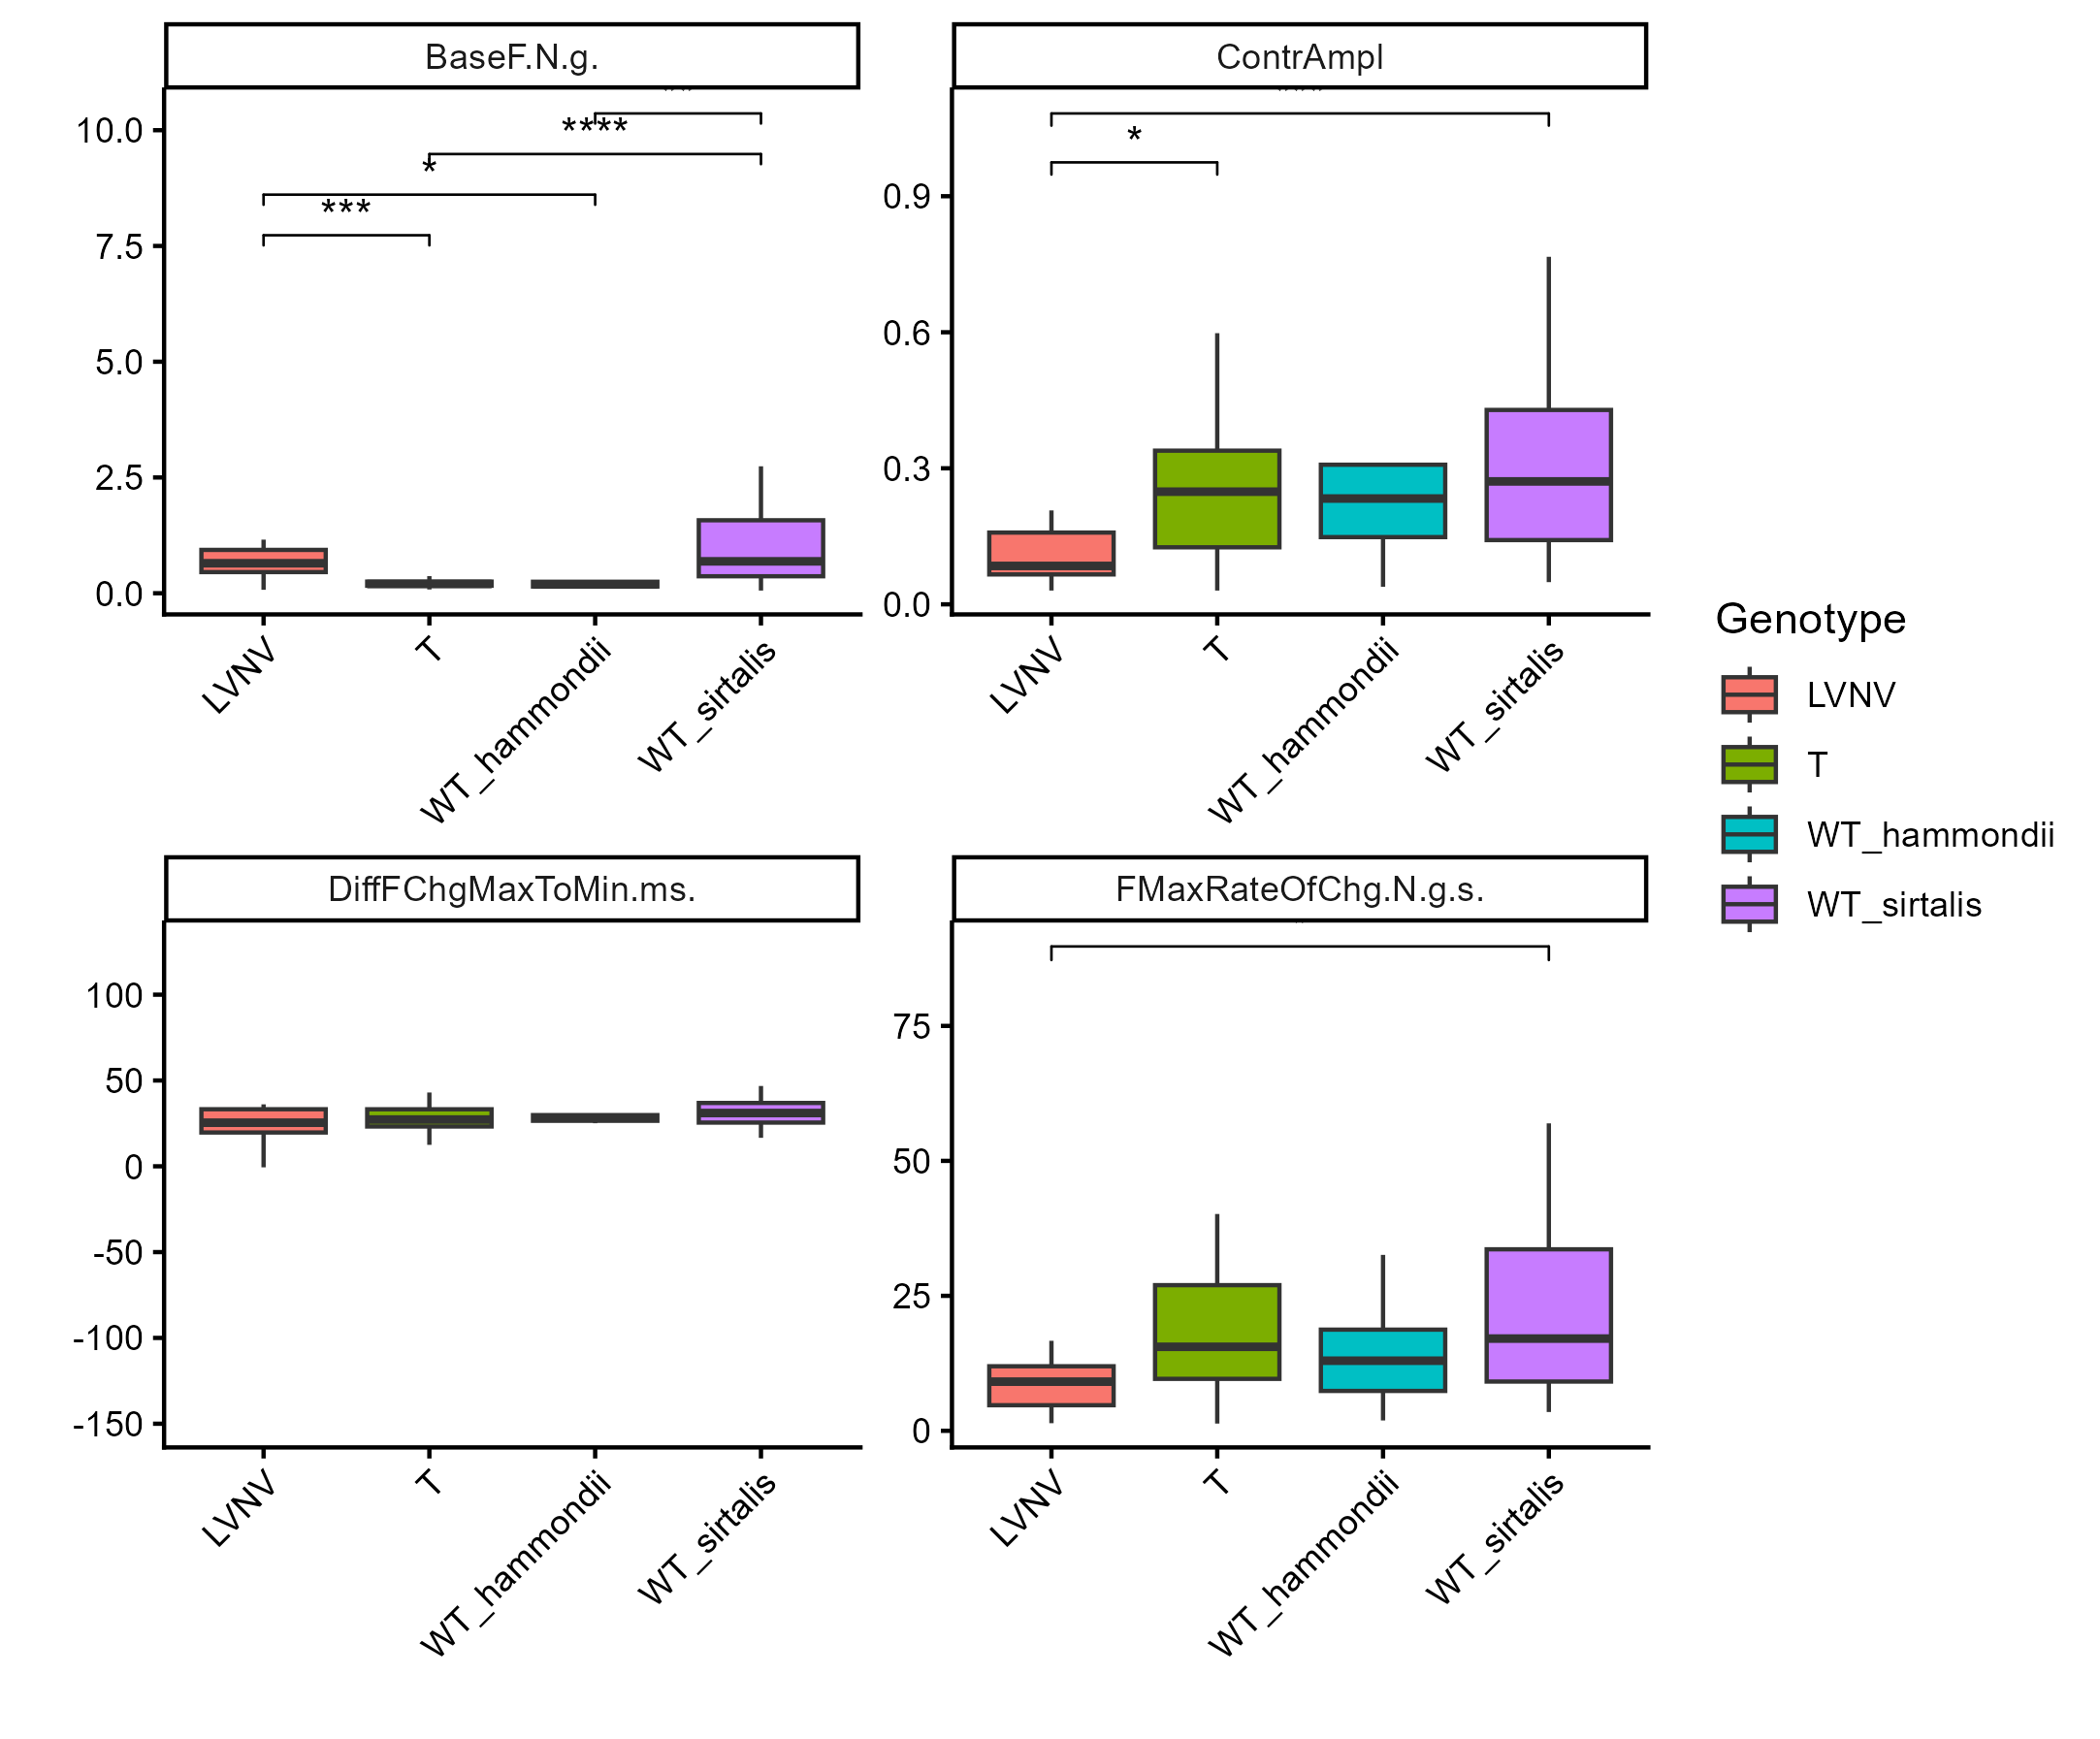 BaseF.N.g.
10.0
7.5
5.0
2.5
0.0
****
*
***
LVNV
T
WT_hammondii
WT_sirtalis
ContrAmpl
0.9
0.6
0.3
0.0
*
LVNV
T
WT_hammondii
WT_sirtalis
DiffFChgMaxToMin.ms.
100
50
0
-50
-100
-150
LVNV
T
WT_hammondii
WT_sirtalis
FMaxRateOfChg.N.g.s.
75
50
25
0
LVNV
T
WT_hammondii
WT_sirtalis
Genotype
LVNV
T
WT_hammondii
WT_sirtalis